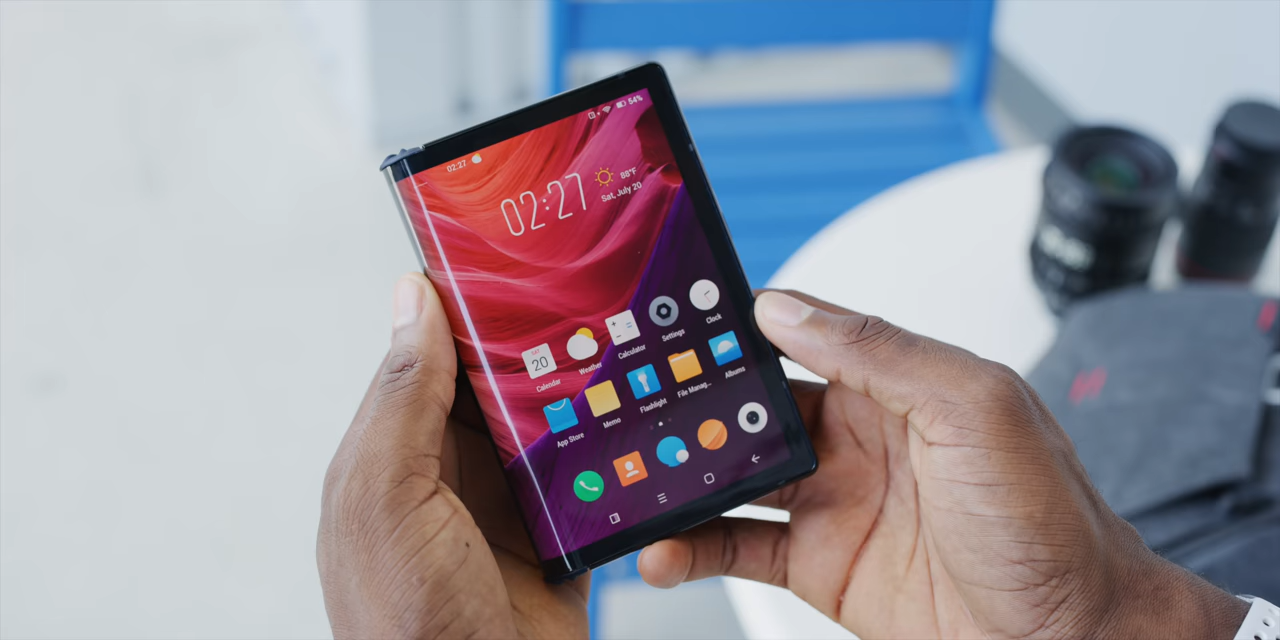 02:27
54%
02:27
88°F
Sat, July 20
SAT
20
Calendar
Weather
Calculator
Settings
Clock
App Store
Memo
Flashlight
File Manag...
Albums